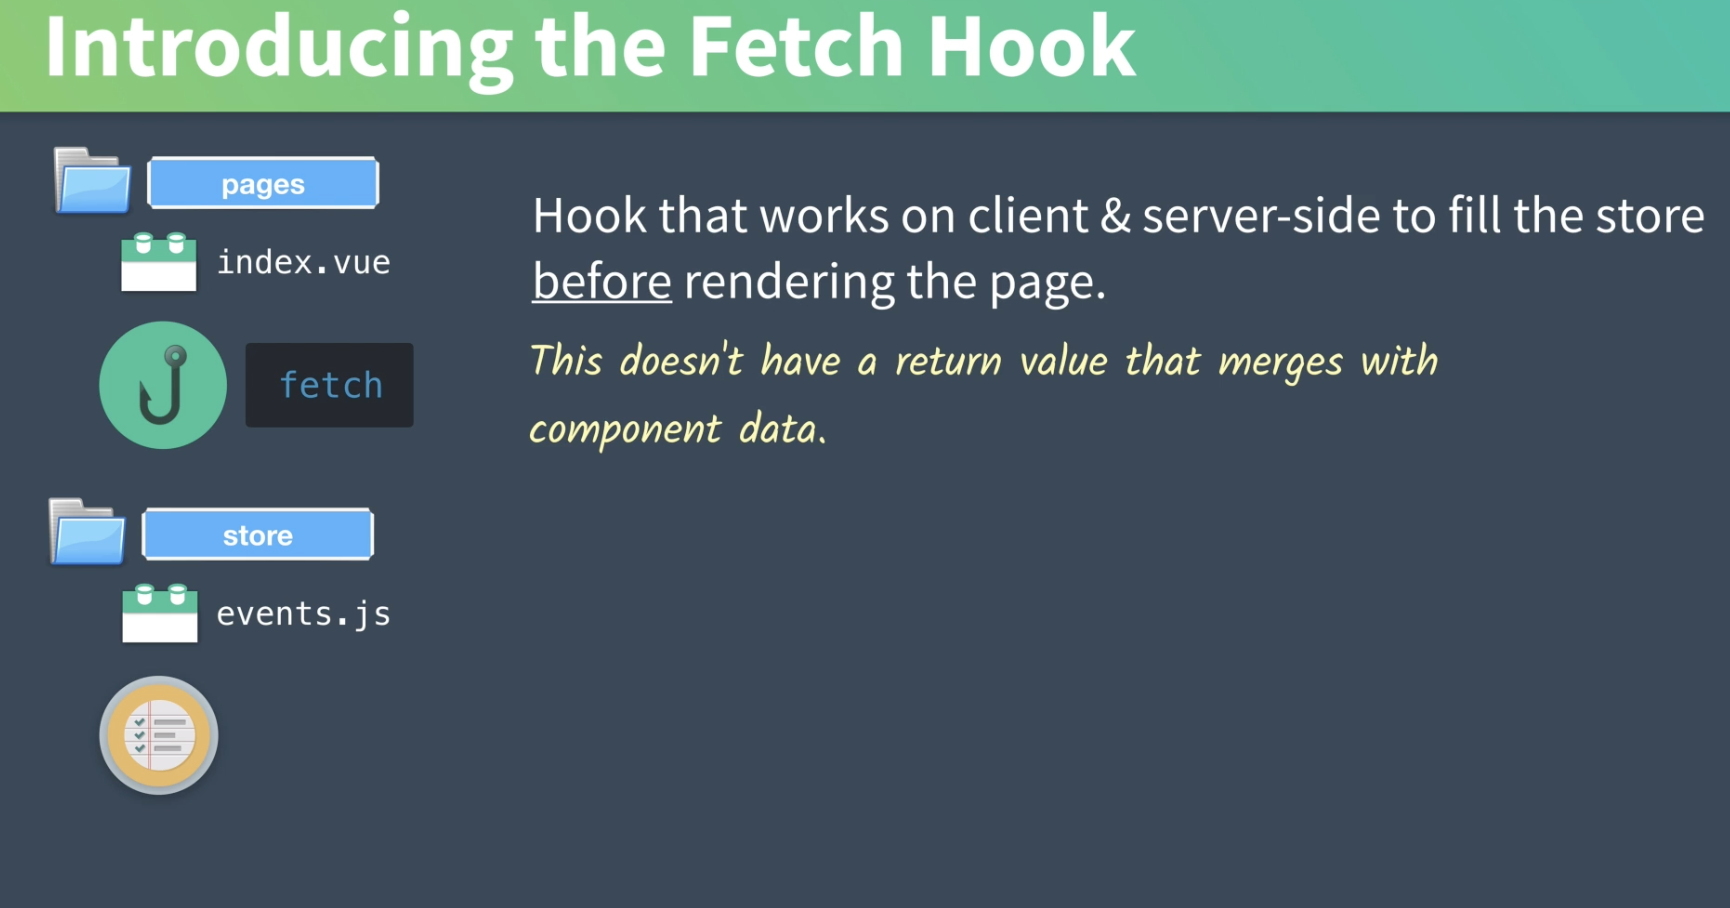 Introducing the Fetch Hook
pages
index.vue
fetch
store
events.js
Hook that works on client & server-side to fill the store
before rendering the page.
This doesn't have a return value that merges with
component data.